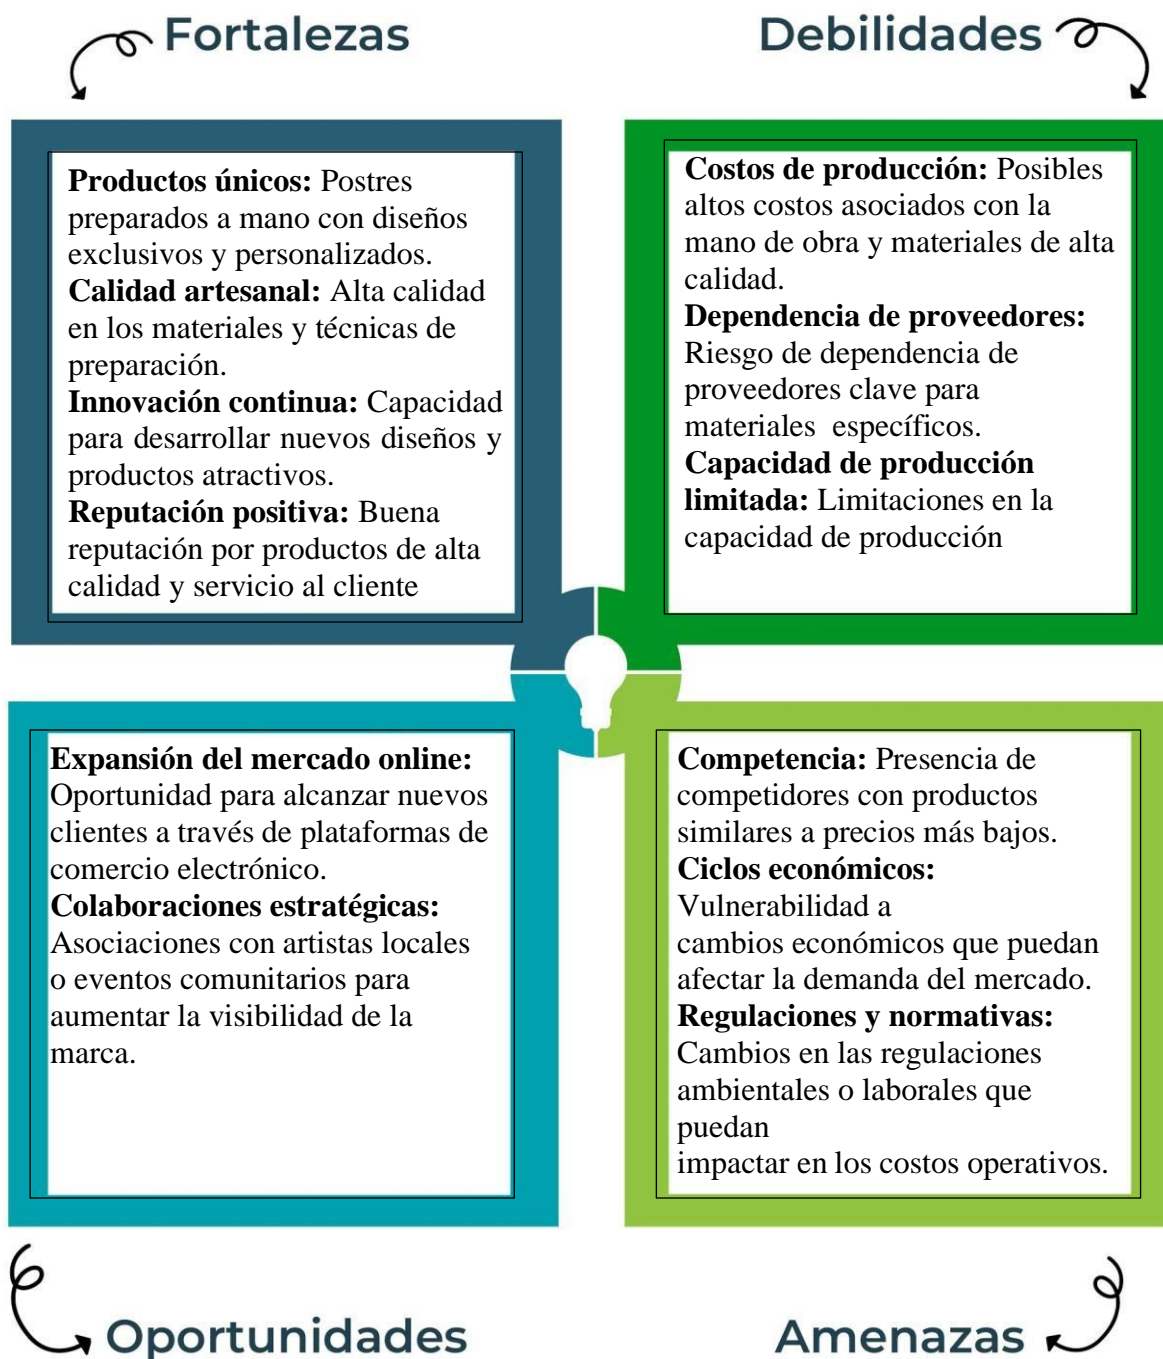 Fortalezas
Productos únicos: Postres
preparados a mano con diseños
exclusivos y personalizados.
Calidad artesanal: Alta calidad
en los materiales y técnicas de
preparación.
Innovación continua: Capacidad
para desarrollar nuevos diseños y
productos atractivos.
Reputación positiva: Buena
reputación por productos de alta
calidad y servicio al cliente
Debilidades
Costos de producción: Posibles
altos costos asociados con la
mano de obra y materiales de alta
calidad.
Dependencia de proveedores:
Riesgo de dependencia de
proveedores clave para
materiales específicos.
Capacidad de producción
limitada: Limitaciones en la
capacidad de producción
Expansión del mercado online:
Oportunidad para alcanzar nuevos
clientes a través de plataformas de
comercio electrónico.
Colaboraciones estratégicas:
Asociaciones con artistas locales
o eventos comunitarios para
aumentar la visibilidad de la
marca.
Oportunidades
Competencia: Presencia de
competidores con productos
similares a precios más bajos.
Ciclos económicos:
Vulnerabilidad a
cambios económicos que puedan
afectar la demanda del mercado.
Regulaciones y normativas:
Cambios en las regulaciones
ambientales o laborales que
puedan
impactar en los costos operativos.
Amenazas